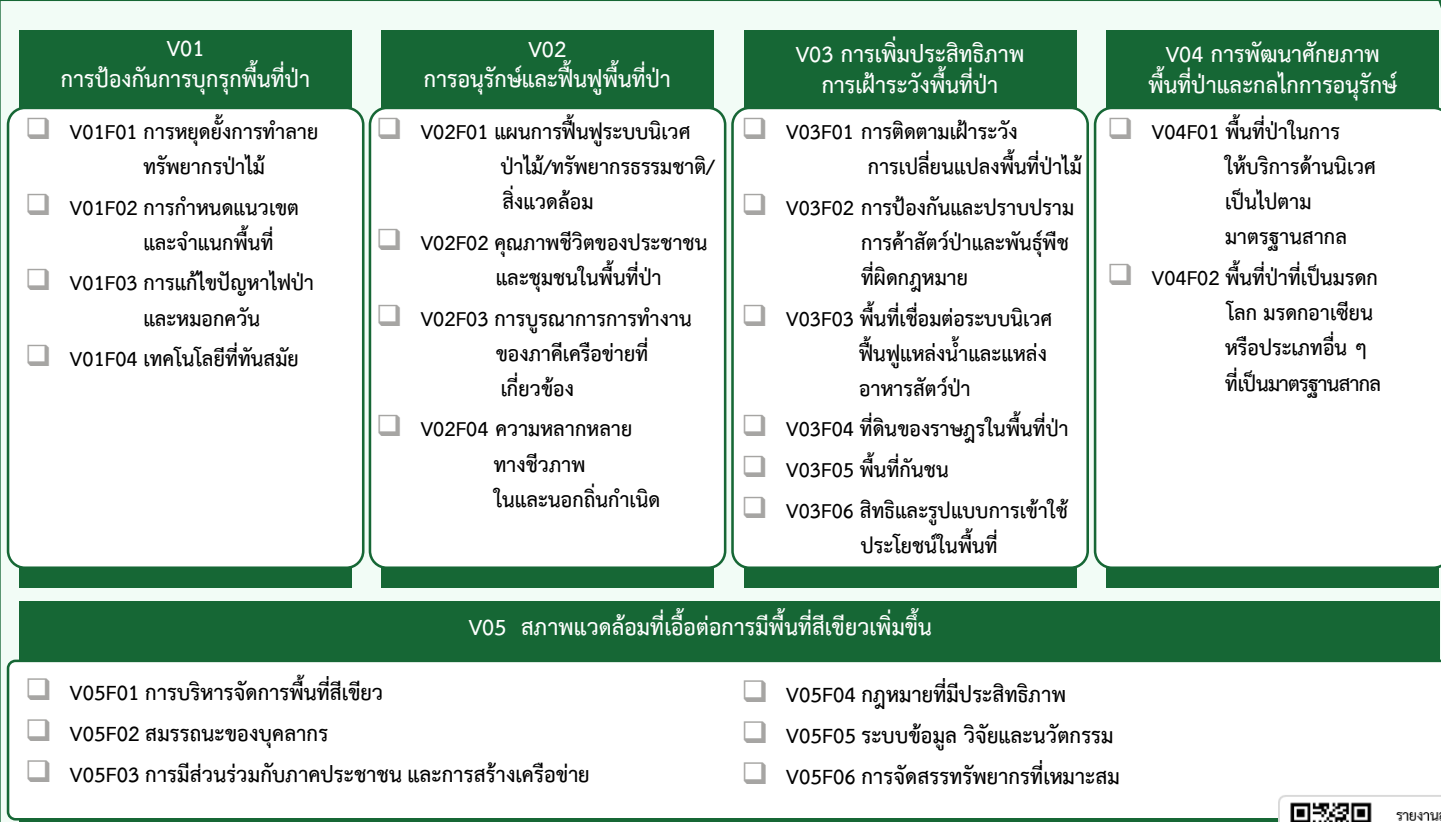 V01
การป้องกันการบุกรุกพื้นที่ป่า
V01F01 การหยุดยั้งการทำลาย
ทรัพยากรป่าไม้
V01F02 การกำหนดแนวเขต
และจำแนกพื้นที่
V01F03 การแก้ไขปัญหาไฟป่า
และหมอกควัน
V01F04 เทคโนโลยีที่ทันสมัย
V02
การอนุรักษ์และฟื้นฟูพื้นที่ป่า
V02F01 แผนการฟื้นฟูระบบนิเวศ
ป่าไม้/ทรัพยากรธรรมชาติ/
สิ่งแวดล้อม
V02F02 คุณภาพชีวิตของประชาชน
และชุมชนในพื้นที่ป่า
V02F03 การบูรณาการการทำงาน
ของภาคีเครือข่ายที่
เกี่ยวข้อง
V02F04 ความหลากหลาย
ทางชีวภาพ
ในและนอกถิ่นกำเนิด
V03 การเพิ่มประสิทธิภาพ
การเฝ้าระวังพื้นที่ป่า
V03F01 การติดตามเฝ้าระวัง
การเปลี่ยนแปลงพื้นที่ป่าไม้
V03F02 การป้องกันและปราบปราม
การค้าสัตว์ป่าและพันธุ์พืช
ที่ผิดกฎหมาย
V03F03 พื้นที่เชื่อมต่อระบบนิเวศ
ฟื้นฟูแหล่งน้ำและแหล่ง
อาหารสัตว์ป่า
V03F04 ที่ดินของราษฎรในพื้นที่ป่า
V03F05 พื้นที่กันชน
V03F06 สิทธิและรูปแบบการเข้าใช้
ประโยชน์ในพื้นที่
V04 การพัฒนาศักยภาพ
พื้นที่ป่าและกลไกการอนุรักษ์
V04F01 พื้นที่ป่าในการ
ให้บริการด้านนิเวศ
เป็นไปตาม
มาตรฐานสากล
V04F02 พื้นที่ป่าที่เป็นมรดก
โลก มรดกอาเซียน
หรือประเภทอื่น ๆ
ที่เป็นมาตรฐานสากล
V05 สภาพแวดล้อมที่เอื้อต่อการมีพื้นที่สีเขียวเพิ่มขึ้น
V05F01 การบริหารจัดการพื้นที่สีเขียว
V05F02 สมรรถนะของบุคลากร
V05F03 การมีส่วนร่วมกับภาคประชาชน และการสร้างเครือข่าย
V05F04 กฎหมายที่มีประสิทธิภาพ
V05F05 ระบบข้อมูล วิจัยและนวัตกรรม
V05F06 การจัดสรรทรัพยากรที่เหมาะสม